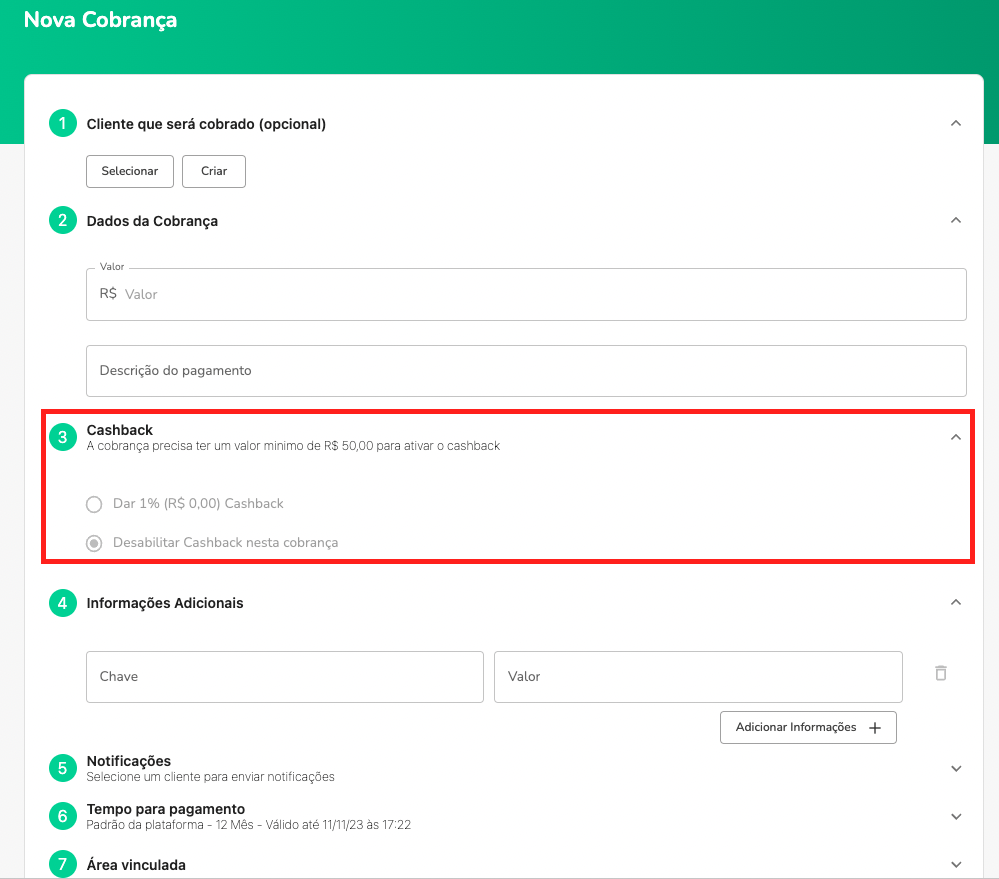 Nova Cobrança
1 Cliente que será cobrado (opcional)
Selecionar Criar
2 Dados da Cobrança
Valor
R$ Valor
Descrição do pagamento
3 Cashback
A cobrança precisa ter um valor minimo de R$ 50,00 para ativar o cashback
Dar 1% (R$ 0,00) Cashback
Desabilitar Cashback nesta cobrança
4 Informações Adicionais
Chave Valor
Adicionar Informações +
5 Notificações
Selecione um cliente para enviar notificações
6 Tempo para pagamento
Padrão da plataforma - 12 Mês - Válido até 11/11/23 às 17:22
7 Área vinculada